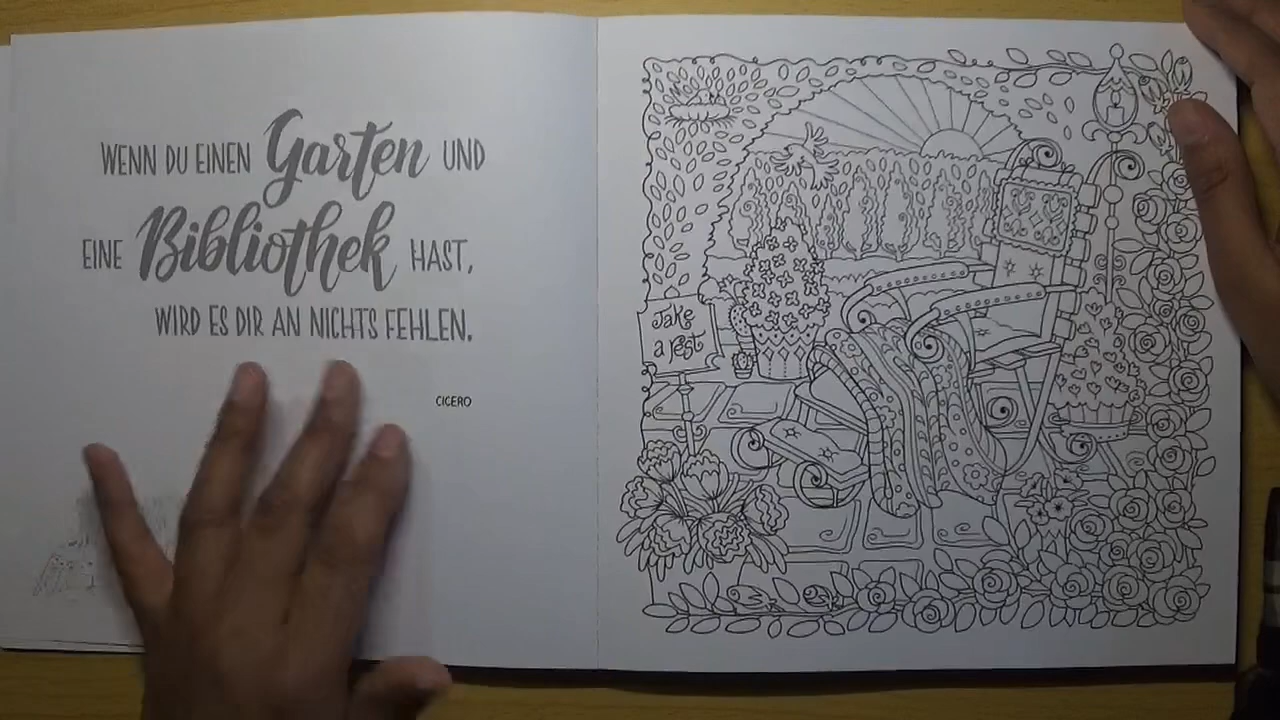 WENN DU EINEN Garten UND
EINE Bibliothek HAST,
WIRD ES DIR AN NICHTS FEHLEN.
CICERO
Take
a rest